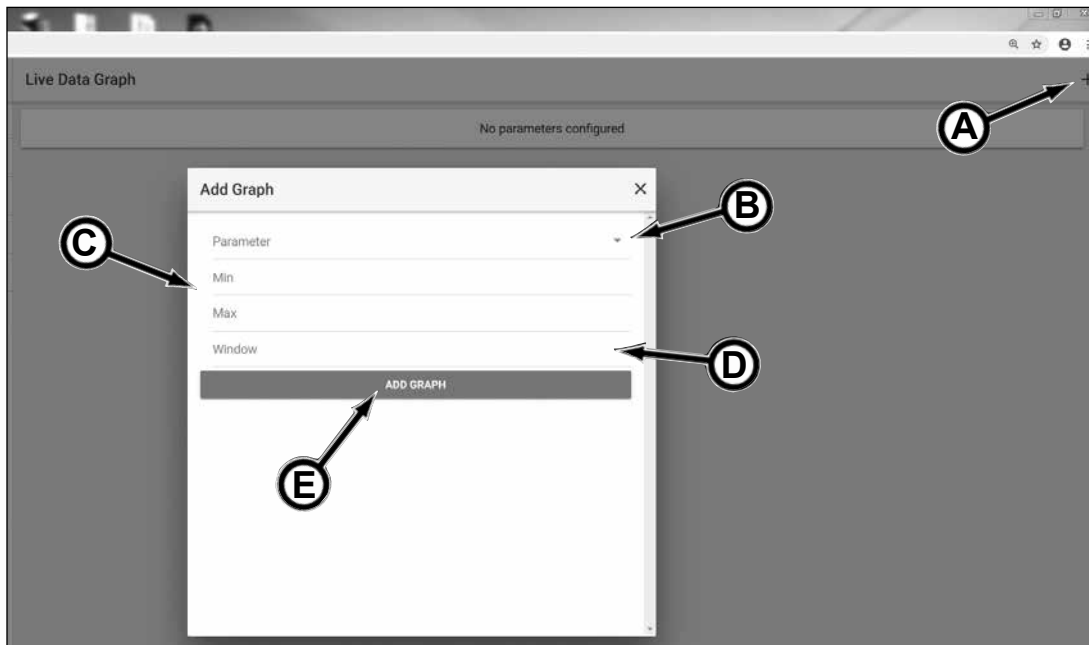 Live Data Graph
+
A
No parameters configured
Add Graph
B
C
Parameter
Min
Max
Window
D
ADD GRAPH
E